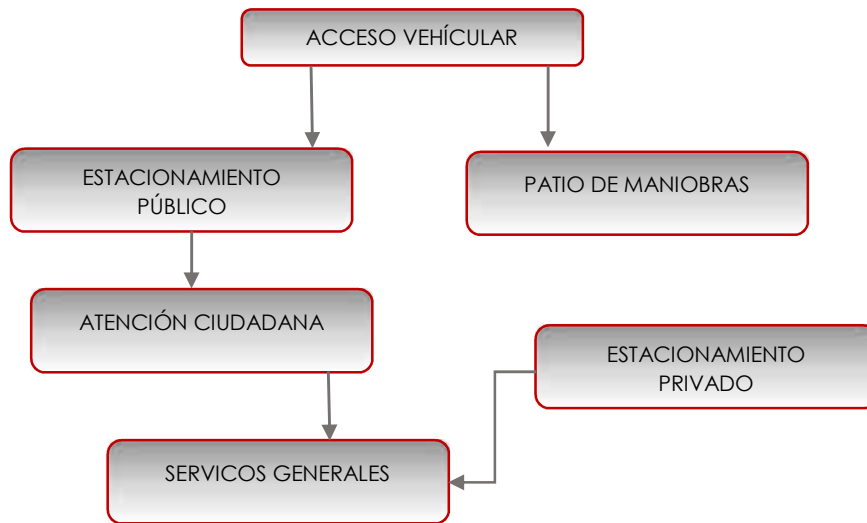 ACCESO VEHÍCULAR
ESTACIONAMIENTO
PÚBLICO
PATIO DE MANIOBRAS
ATENCIÓN CIUDADANA
ESTACIONAMIENTO
PRIVADO
SERVICOS GENERALES